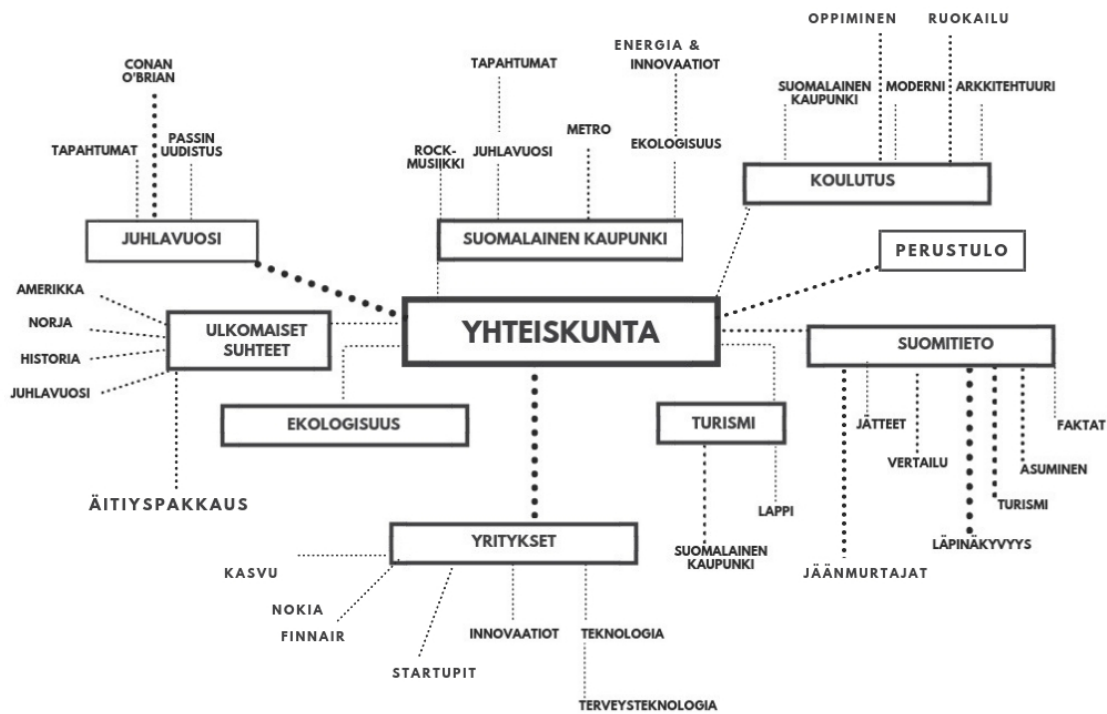 OPPIMINEN
RUOKAILU
ENERGIA &
INNOVAATIOT
CONAN
O'BRIAN
TAPAHTUMAT
SUOMALAINEN
KAUPUNKI
MODERNI
ARKKITEHTUURI
PASSIN
UUDISTUS
TAPAHTUMAT
ROCK-
MUSIIKKI
JUHLAVUOSI
METRO
EKOLOGISUUS
KOULUTUS
JUHLAVUOSI
SUOMALAINEN KAUPUNKI
PERUSTULO
AMERIKKA
NORJA
HISTORIA
JUHLAVUOSI
ULKOMAISET
SUHTEET
YHTEISKUNTA
SUOMITIETO
EKOLOGISUUS
TURISMI
JÄTTEET
FAKTAT
VERTAILU
ASUMINEN
ÄITIYSPAKKAUS
LAPPI
TURISMI
YRITYKSET
SUOMALAINEN
KAUPUNKI
LÄPINÄKYVYYS
KASVU
JÄÄNMURTAJAT
NOKIA
FINNAIR
INNOVAATIOT
TEKNOLOGIA
STARTUPIT
TERVEYSTEKNOLOGIA